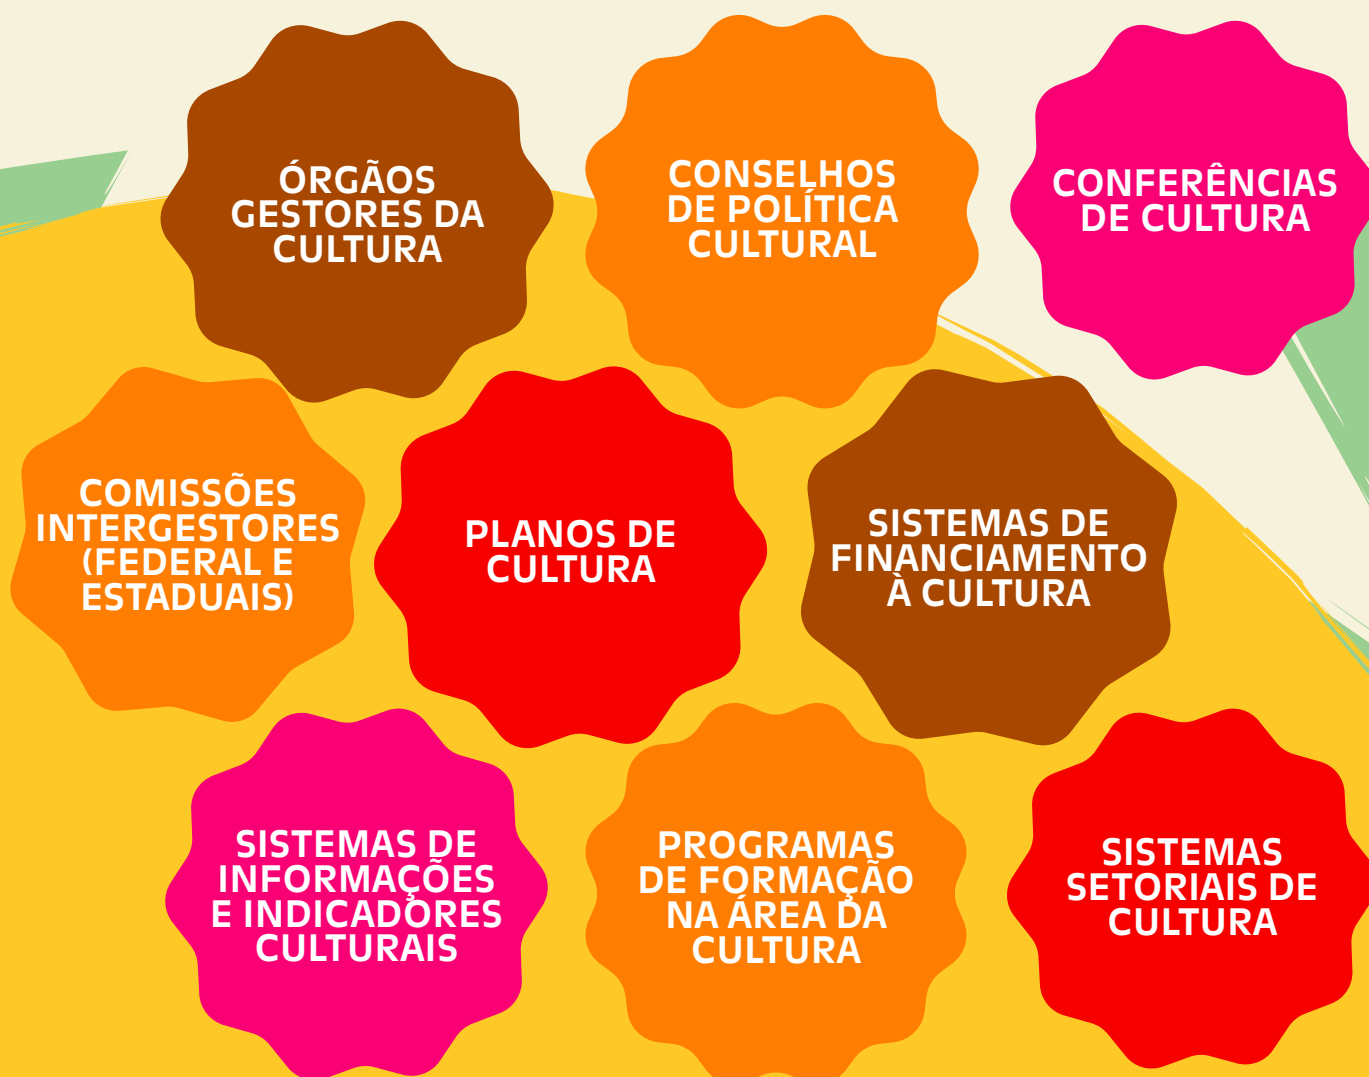 ÓRGÃOS
GESTORES DA
CULTURA
CONSELHOS
DE POLÍTICA
CULTURAL
CONFERÊNCIAS
DE CULTURA
COMISSÕES
INTERGESTORES
(FEDERAL E
ESTADUAIS)
PLANOS DE
CULTURA
SISTEMAS DE
FINANCIAMENTO
À CULTURA
SISTEMAS DE
INFORMAÇÕES
E INDICADORES
CULTURAIS
PROGRAMAS
DE FORMAÇÃO
NA ÁREA DA
CULTURA
SISTEMAS
SETORIAIS DE
CULTURA